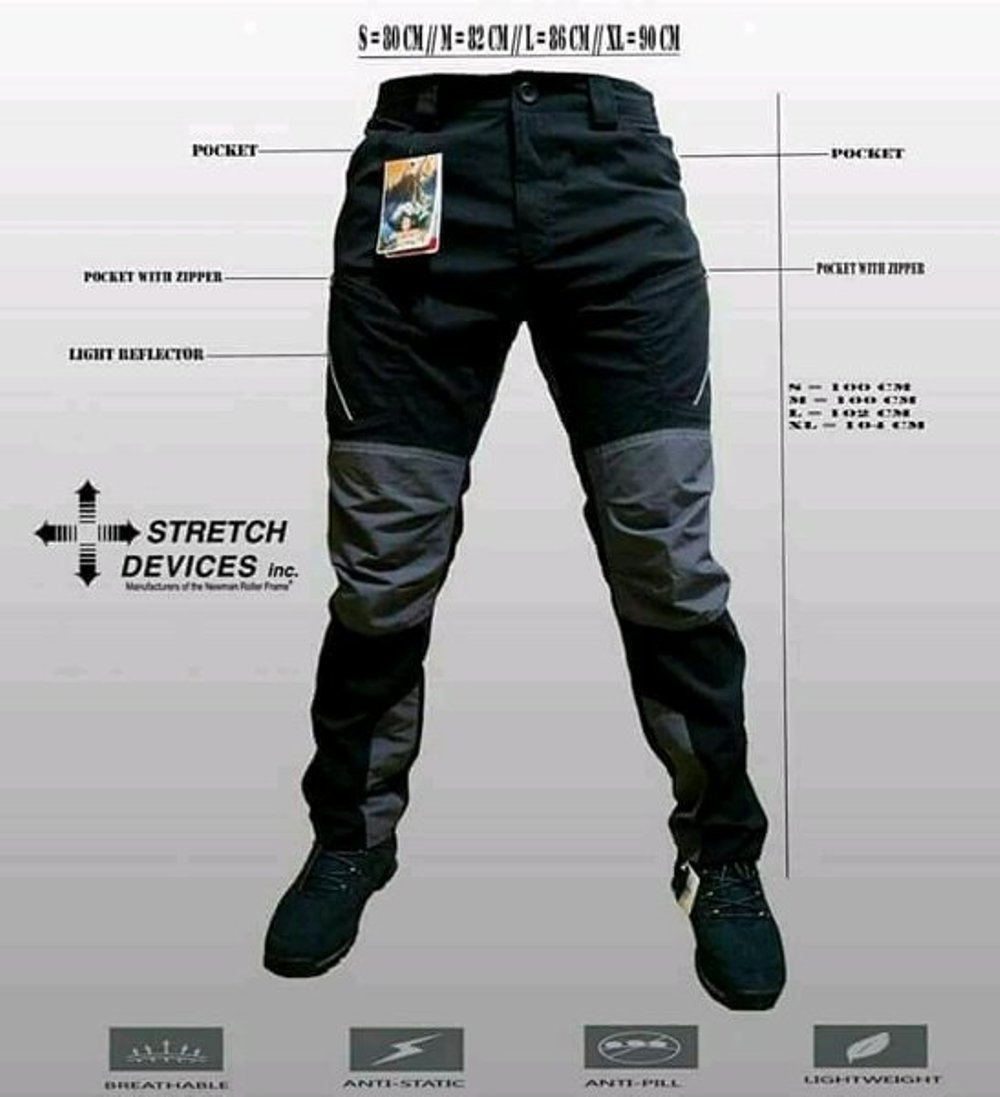 S = 80 CM // M = 82 CM // L = 86 CM // XL = 90 CM
POCKET
POCKET
POCKET WITH ZIPPER
POCKET WITH ZIPPER
LIGHT REFLECTOR
S = 100 CM
M = 100 CM
L = 102 CM
XL = 104 CM
STRETCH
DEVICES inc.
Manufacturers of the Newman Roller Frame®
BREATHABLE
ANTI-STATIC
ANTI-PILL
LIGHTWEIGHT